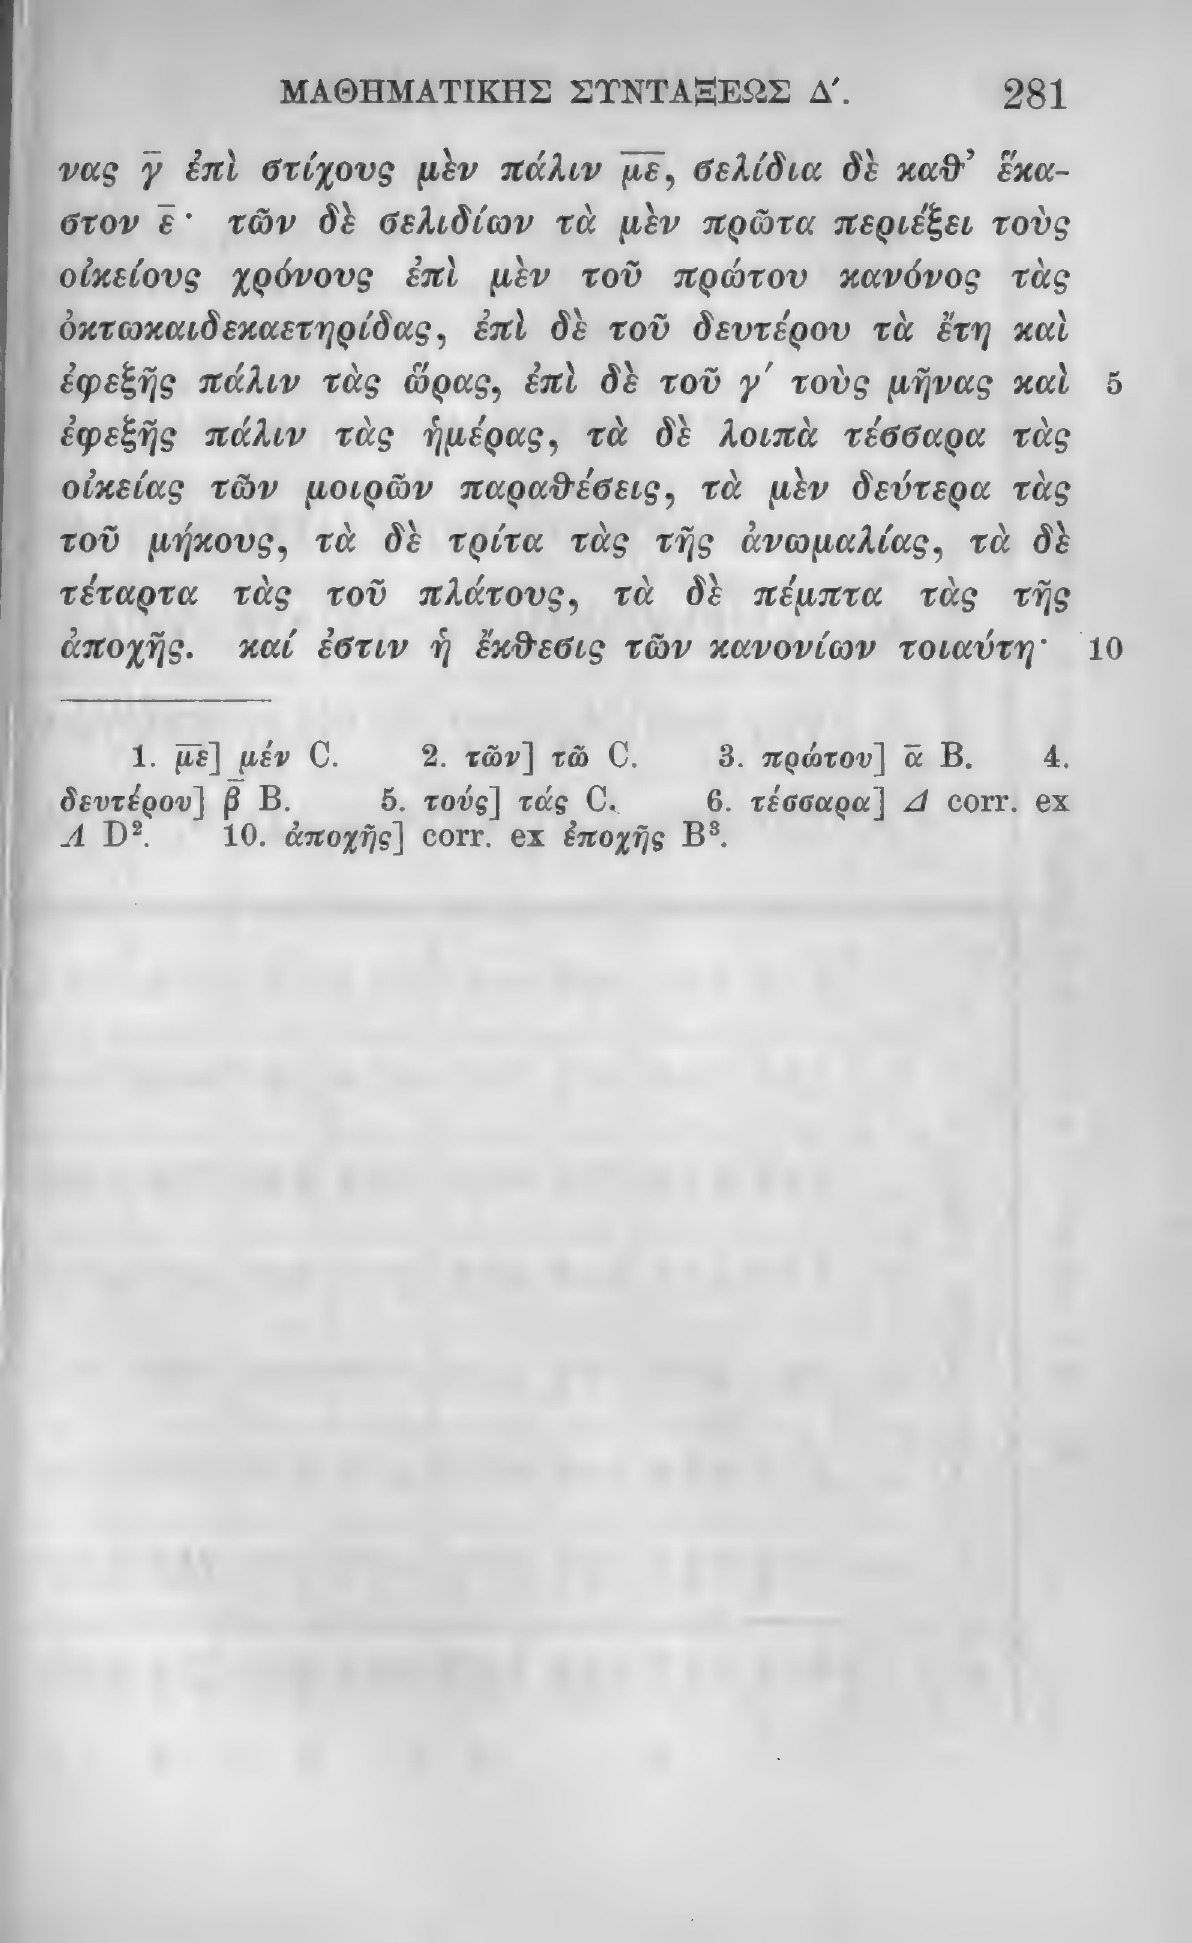 ΜΑΘΗΜΑΤΙΚΗΣ ΣΥΝΤΑΞΕΩΣ Δʹ. 281
νας γ̄ ἐπὶ στίχους μὲν πάλιν μ̄ε̄, σελίδια δὲ καθ’ ἕκα-
στον ε̄· τῶν δὲ σελιδίων τὰ μὲν πρῶτα περιέξει τοὺς
οἰκείους χρόνους ἐπὶ μὲν τοῦ πρώτου κανόνος τὰς
ὀκτωκαιδεκαετηρίδας, ἐπὶ δὲ τοῦ δευτέρου τὰ ἔτη καὶ
ἐφεξῆς πάλιν τὰς ὥρας, ἐπὶ δὲ τοῦ γʹ τοὺς μῆνας καὶ 5
ἐφεξῆς πάλιν τὰς ἡμέρας, τὰ δὲ λοιπὰ τέσσαρα τὰς
οἰκείας τῶν μοιρῶν παραθέσεις, τὰ μὲν δεύτερα τὰς
τοῦ μήκους, τὰ δὲ τρίτα τὰς τῆς ἀνωμαλίας, τὰ δὲ
τέταρτα τὰς τοῦ πλάτους, τὰ δὲ πέμπτα τὰς τῆς
ἀποχῆς. καί ἐστιν ἡ ἔκθεσις τῶν κανονίων τοιαύτη· 10
1. μ̄ε̄] μέν C. 2. τῶν] τῶ C. 3. πρώτου] ᾱ B. 4.
δευτέρου] β̄ B. 5. τούς] τάς C. 6. τέσσαρα] Δ corr. ex
Λ D². 10. ἀποχῆς] corr. ex ἐποχῆς B³.